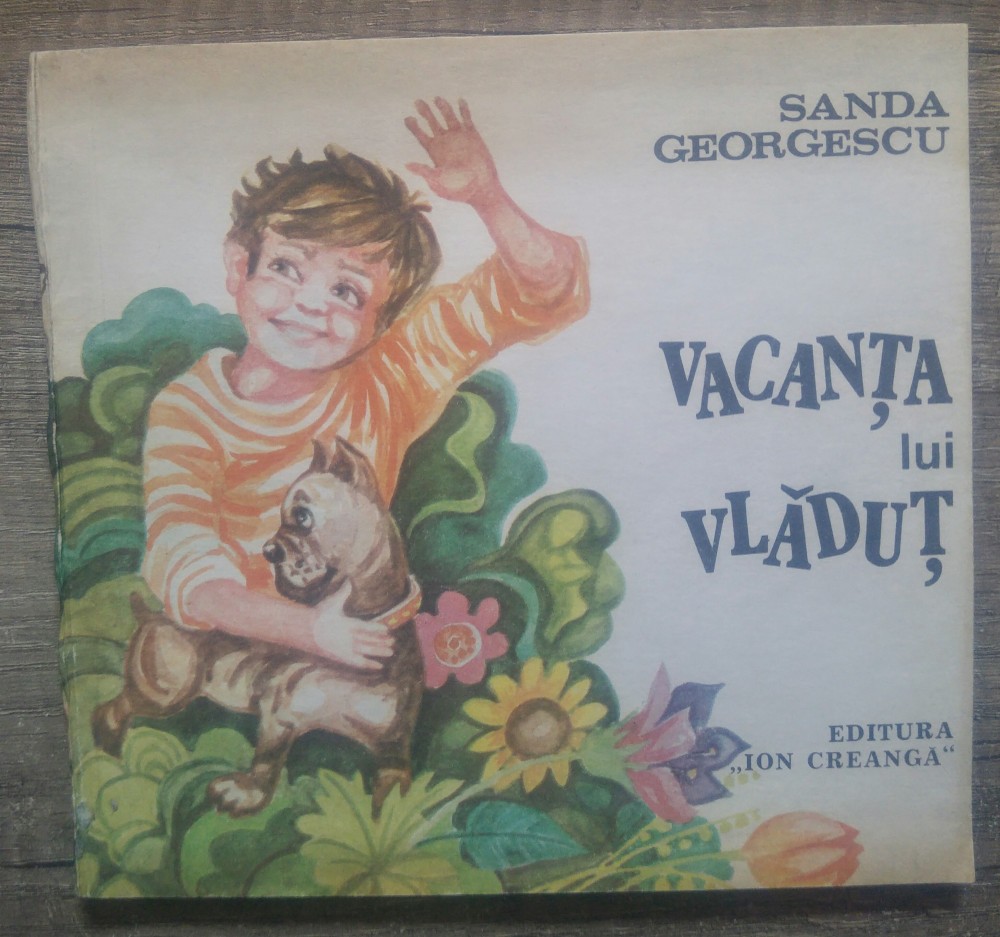 SANDA
GEORGESCU
VACANȚA
lui
VLĂDUȚ
EDITURA
„ION CREANGĂ“